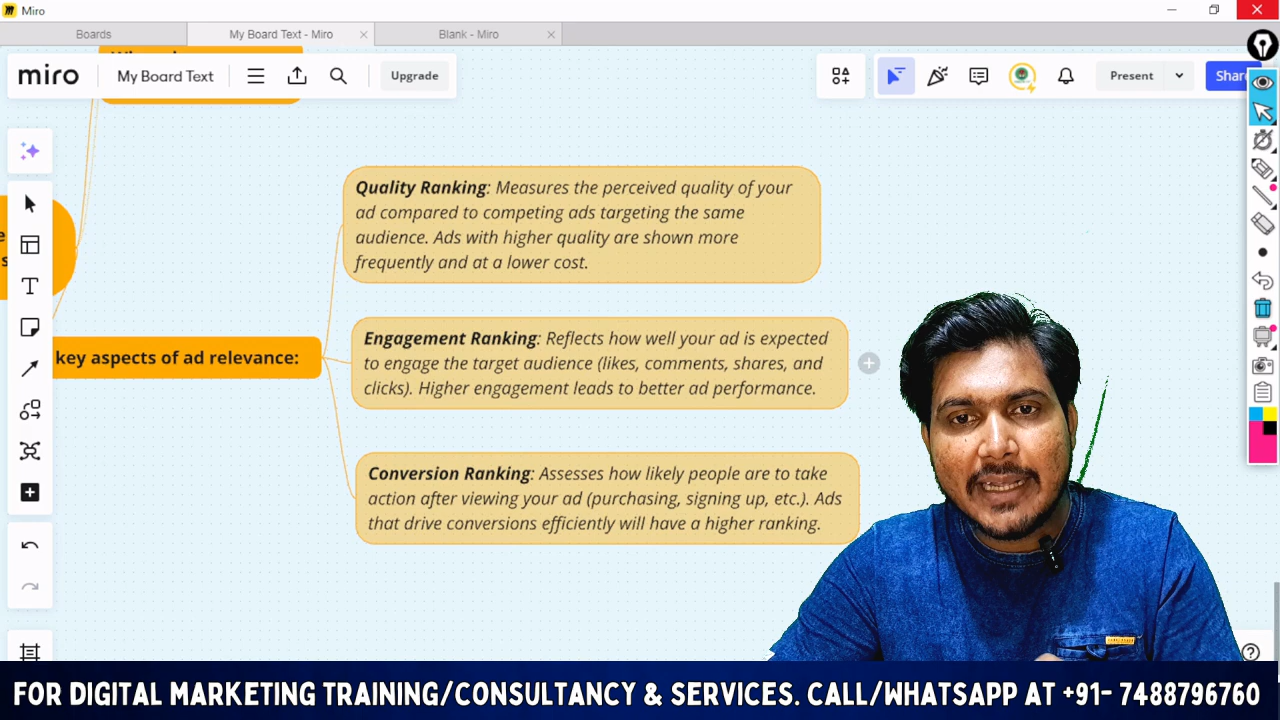 Miro
Boards
My Board Text - Miro
Blank - Miro
miro
My Board Text
Upgrade
Present
Share
Quality Ranking: Measures the perceived quality of your
ad compared to competing ads targeting the same
audience. Ads with higher quality are shown more
frequently and at a lower cost.
key aspects of ad relevance:
Engagement Ranking: Reflects how well your ad is expected
to engage the target audience (likes, comments, shares, and
clicks). Higher engagement leads to better ad performance.
Conversion Ranking: Assesses how likely people are to take
action after viewing your ad (purchasing, signing up, etc.). Ads
that drive conversions efficiently will have a higher ranking.
FOR DIGITAL MARKETING TRAINING/CONSULTANCY & SERVICES. CALL/WHATSAPP AT +91- 7488796760